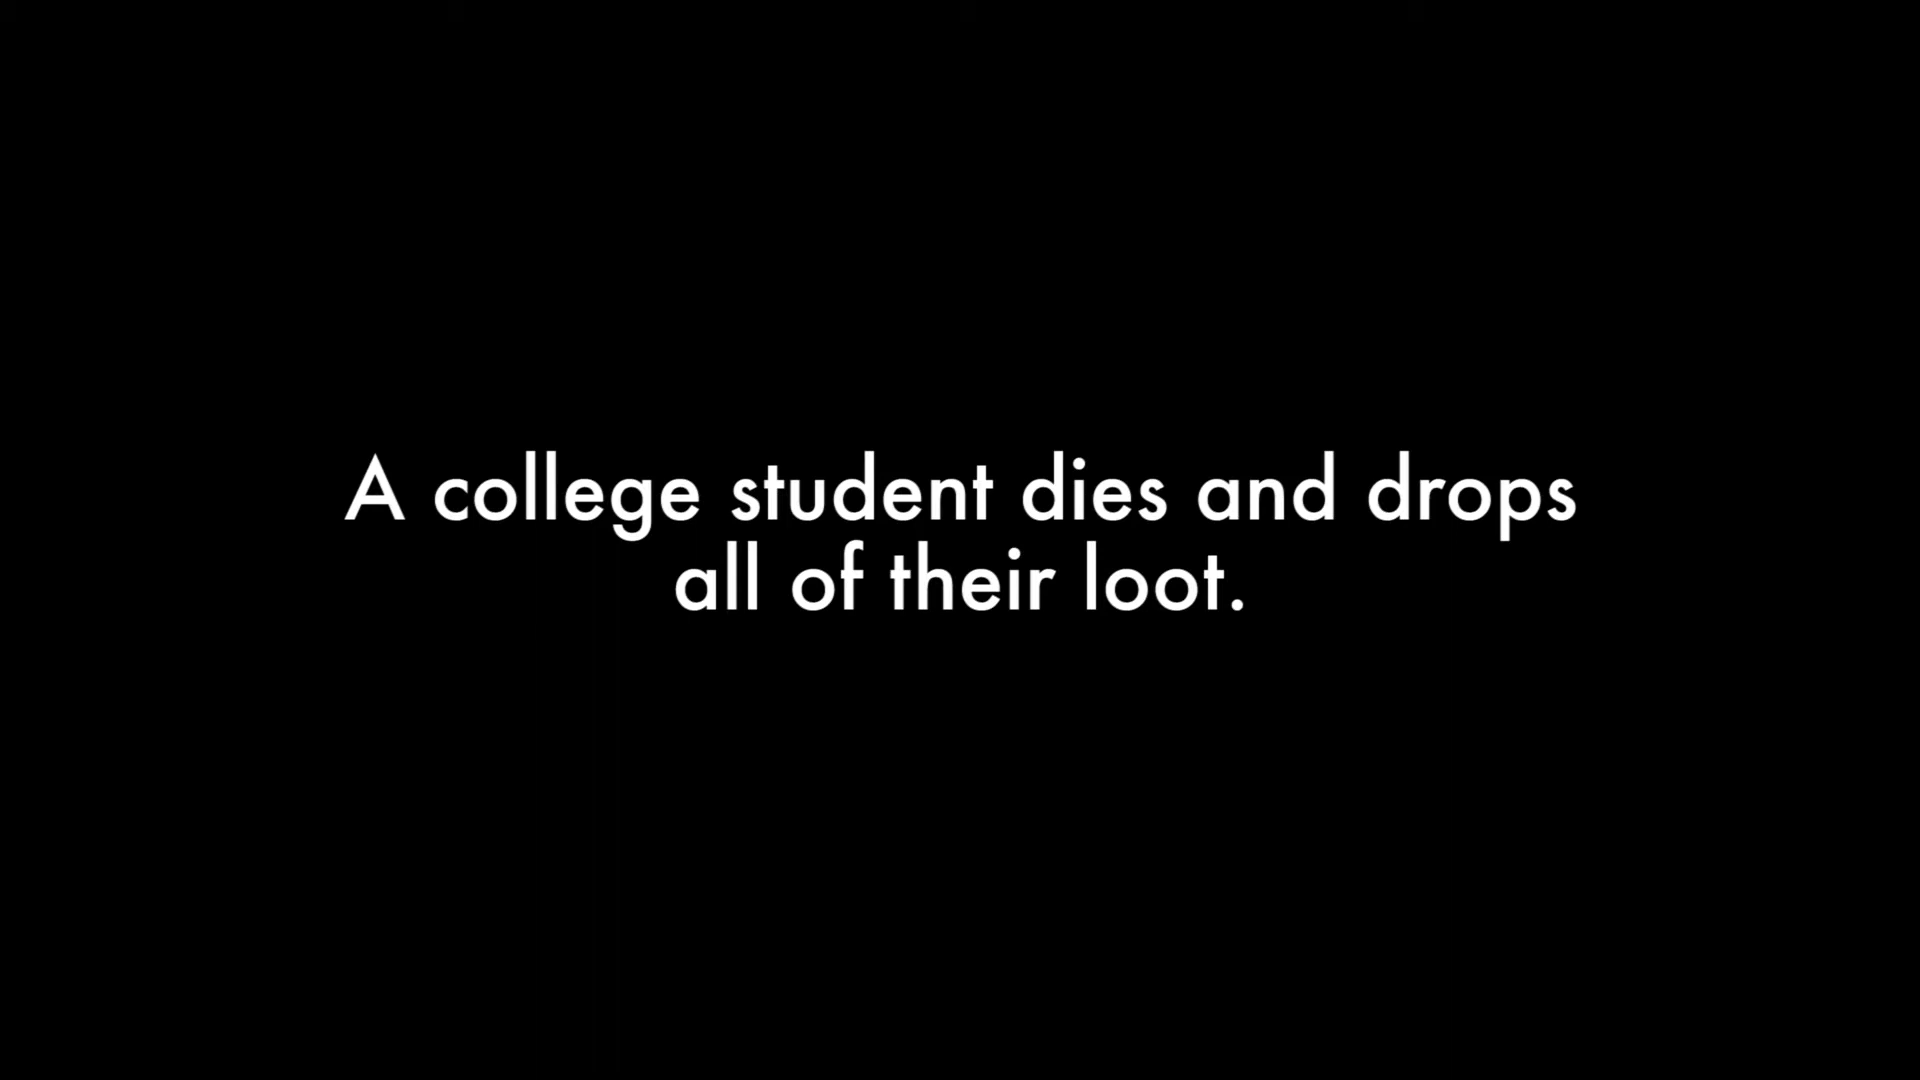 A college student dies and drops
all of their loot.